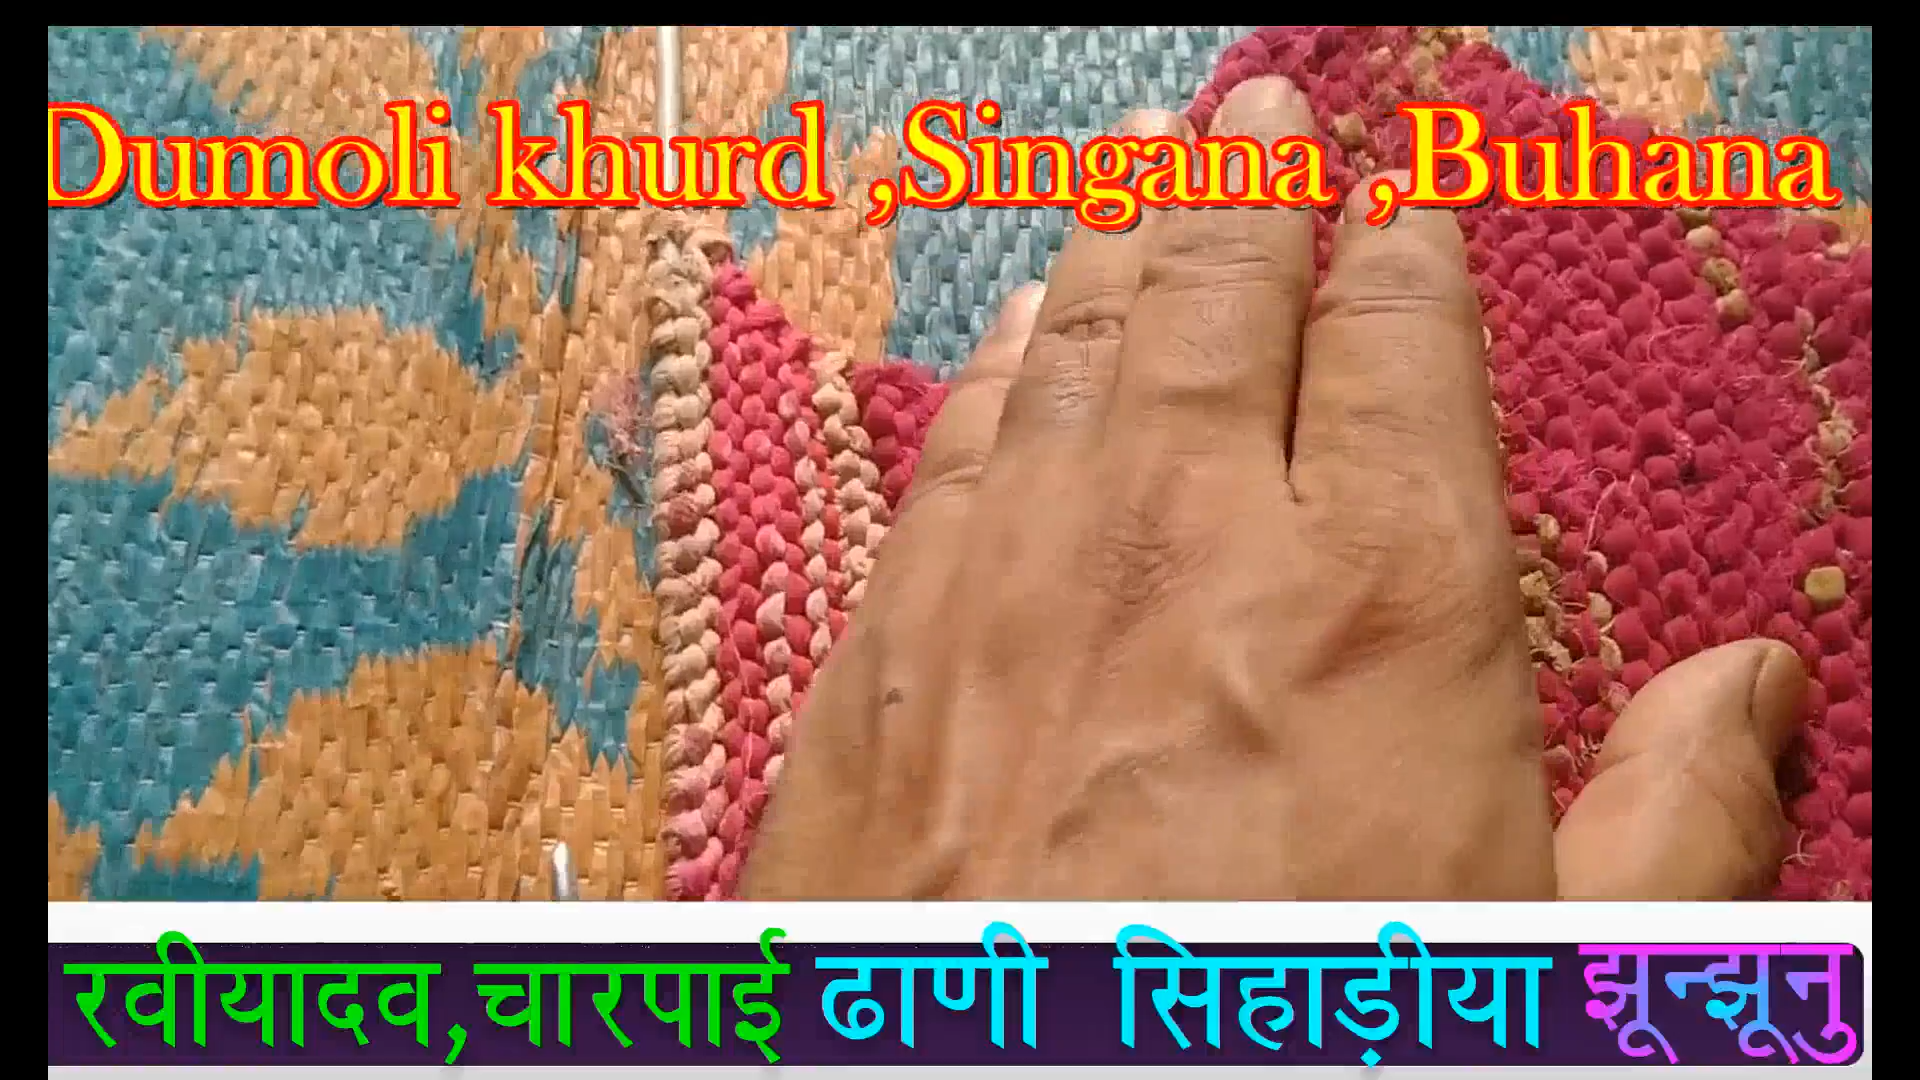 Dumoli khurd ,Singana ,Buhana
रवीयादव,चारपाई ढाणी सिहाड़ीया झून्झूनु